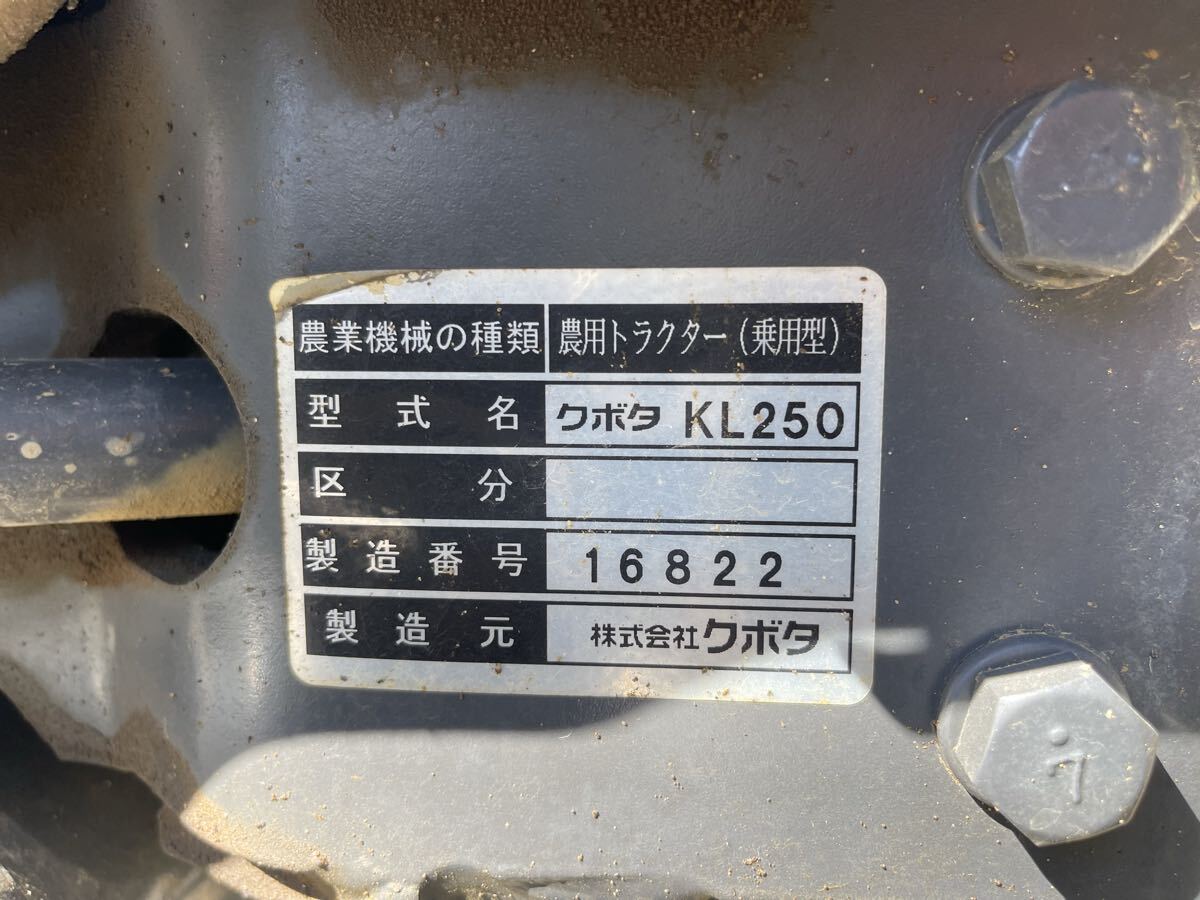 農業機械の種類 農用トラクター(乗用型)
型式名 クボタ KL250
区分
製造番号 16822
製造元 株式会社クボタ
7